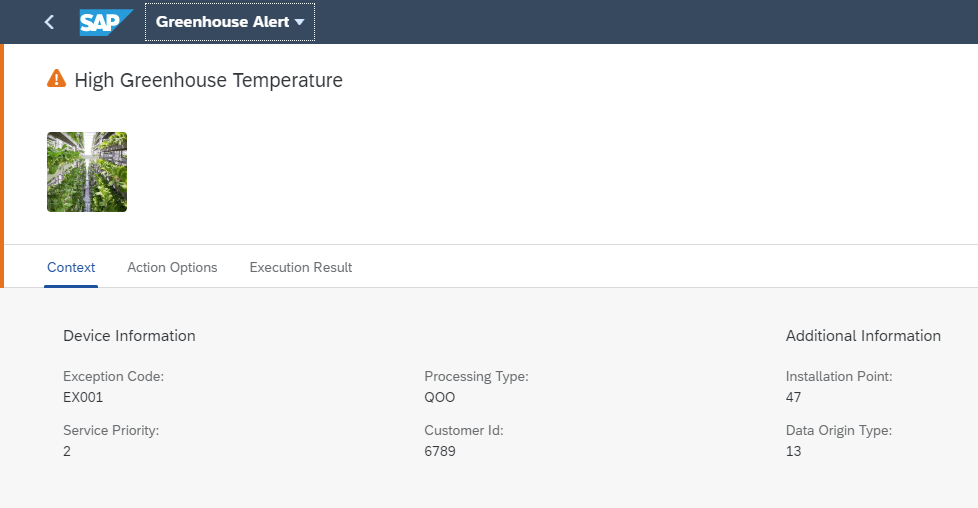 SAP Greenhouse Alert
High Greenhouse Temperature
Context Action Options Execution Result
Device Information Additional Information
Exception Code: Processing Type: Installation Point:
EX001 QOO 47
Service Priority: Customer Id: Data Origin Type:
2 6789 13